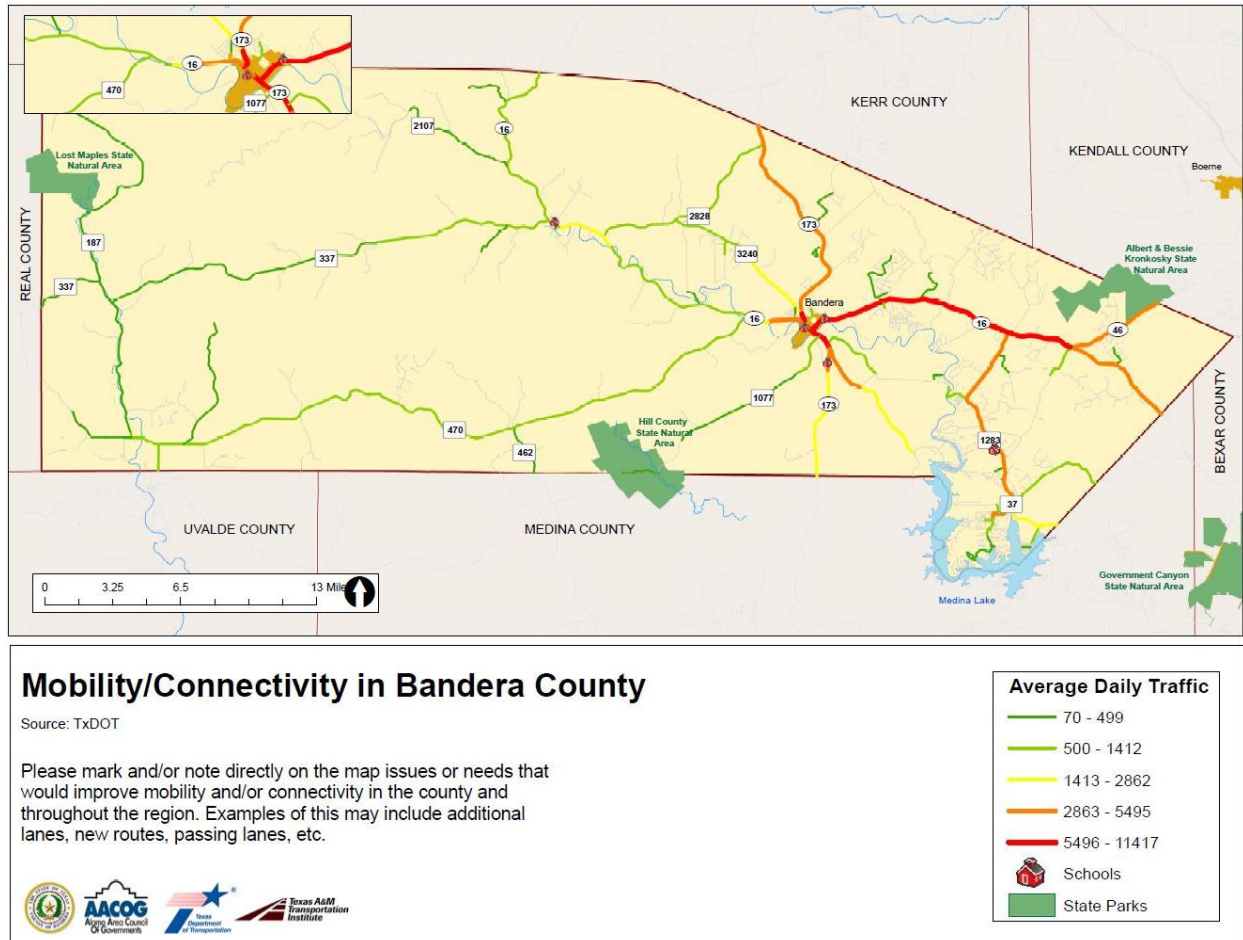 173
16
470
1077
173
KERR COUNTY
KENDALL COUNTY
Boerne
2107
16
Lost Maples State
Natural Area
REAL COUNTY
187
337
337
2828
173
3240
Albert & Bessie
Kronkosky State
Natural Area
Bandera
16
16
46
1077
173
470
462
Hill County
State Natural
Area
1283
37
BEXAR COUNTY
UVALDE COUNTY
MEDINA COUNTY
Government Canyon
State Natural Area
Medina Lake
0 3.25 6.5 13 Mile
Mobility/Connectivity in Bandera County
Source: TxDOT
Please mark and/or note directly on the map issues or needs that
would improve mobility and/or connectivity in the county and
throughout the region. Examples of this may include additional
lanes, new routes, passing lanes, etc.
Average Daily Traffic
70 - 499
500 - 1412
1413 - 2862
2863 - 5495
5496 - 11417
Schools
State Parks
AACOG
Alamo Area Council
Of Governments
Texas
Department
of Transportation
Texas A&M
Transportation
Institute